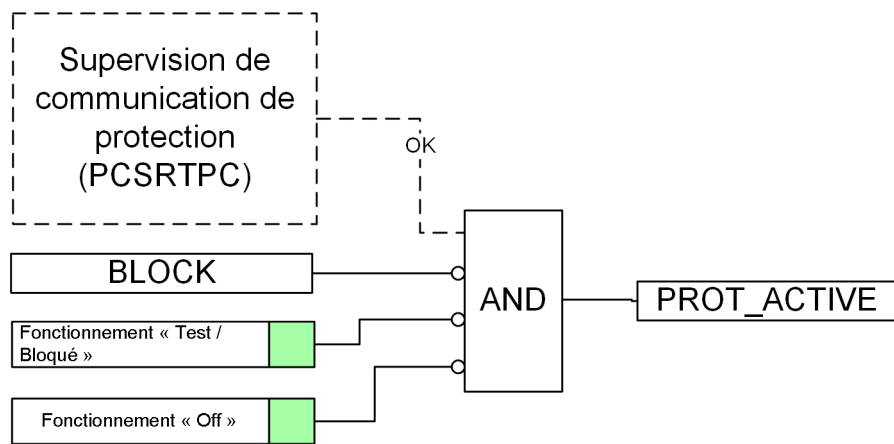 Supervision de
communication de
protection
(PCSRTPC)
OK
BLOCK
AND
PROT_ACTIVE
Fonctionnement « Test /
Bloqué »
Fonctionnement « Off »